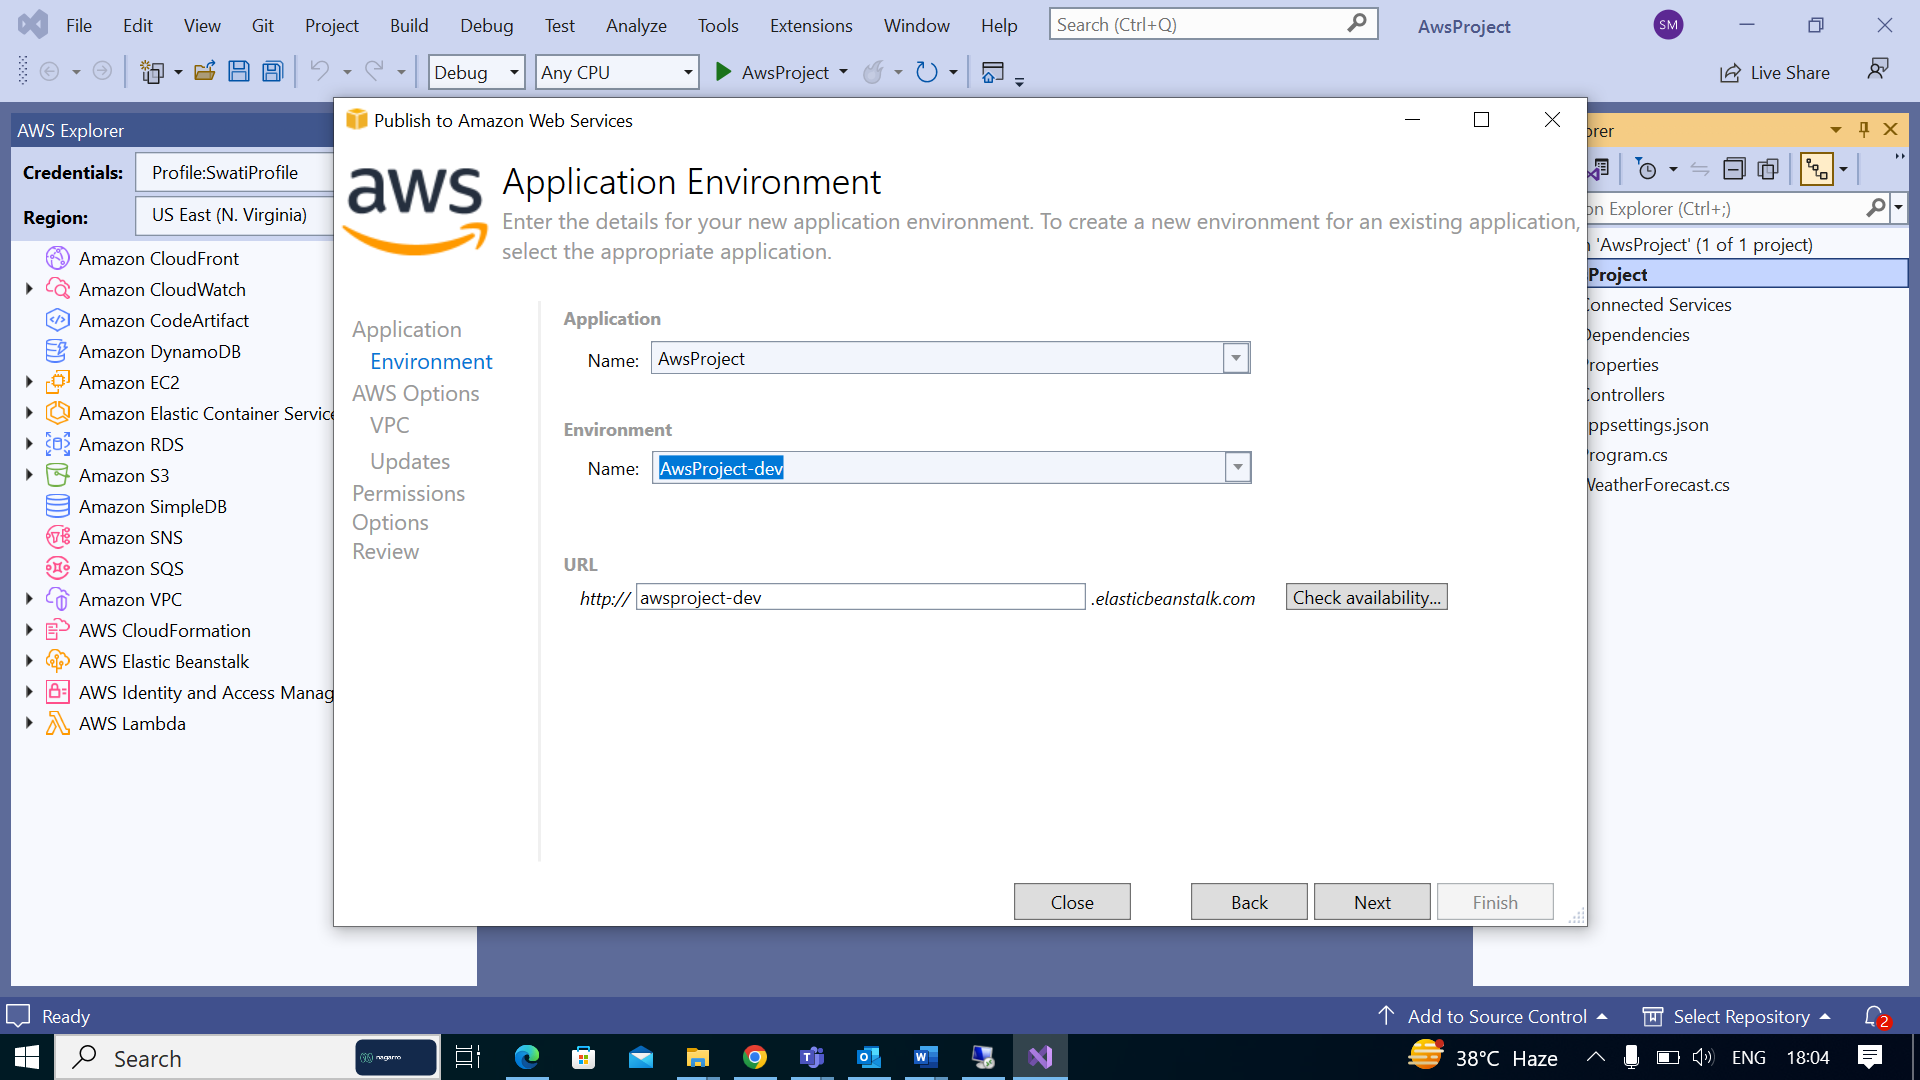 File Edit View Git Project Build Debug Test Analyze Tools Extensions Window Help Search (Ctrl+Q) AwsProject SM
Debug Any CPU AwsProject Live Share
AWS Explorer
Credentials: Profile:SwatiProfile
Region: US East (N. Virginia)
Amazon CloudFront
Amazon CloudWatch
Amazon CodeArtifact
Amazon DynamoDB
Amazon EC2
Amazon Elastic Container Service
Amazon RDS
Amazon S3
Amazon SimpleDB
Amazon SNS
Amazon SQS
Amazon VPC
AWS CloudFormation
AWS Elastic Beanstalk
AWS Identity and Access Manag
AWS Lambda
Publish to Amazon Web Services
aws
Application Environment
Enter the details for your new application environment. To create a new environment for an existing application,
select the appropriate application.
Application
Environment
AWS Options
VPC
Updates
Permissions
Options
Review
Application
Name: AwsProject
Environment
Name: AwsProject-dev
URL
http:// awsproject-dev .elasticbeanstalk.com Check availability...
Close Back Next Finish
orer
on Explorer (Ctrl+;)
n 'AwsProject' (1 of 1 project)
Project
Connected Services
Dependencies
roperties
Controllers
ppsettings.json
rogram.cs
WeatherForecast.cs
Ready Add to Source Control Select Repository 2
Search nagarro 38°C Haze ENG 18:04